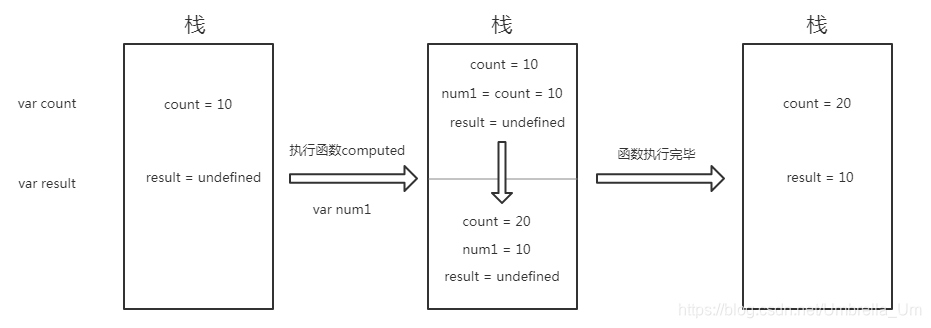 栈
栈
栈
var count
count = 10
var result
result = undefined
执行函数computed
var num1
count = 10
num1 = count = 10
result = undefined
count = 20
num1 = 10
result = undefined
函数执行完毕
count = 20
result = 10
https://blog.csdn.net/Umbrella_Um